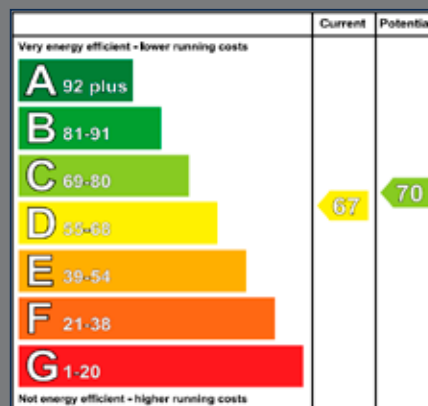 Current Potentia
Very energy efficient - lower running costs
A 92 plus
B 81-91
C 69-80
D 55-68
E 39-54
F 21-38
G 1-20
67
70
Not energy efficient - higher running costs